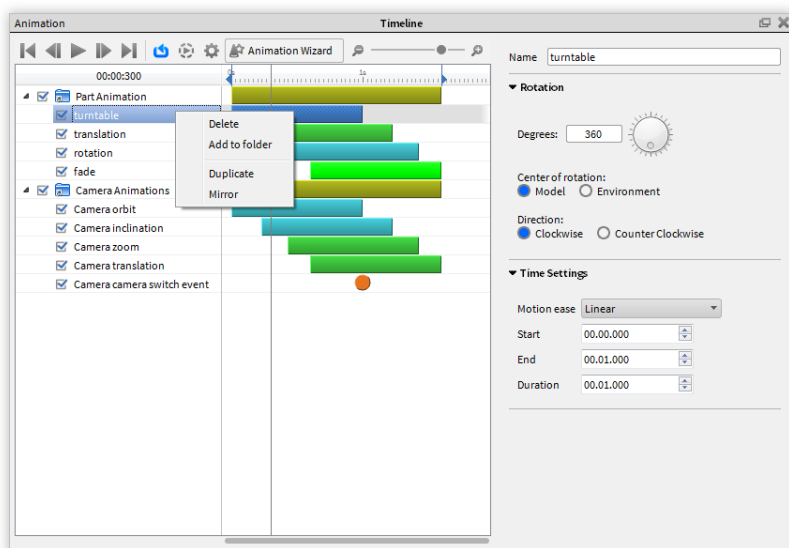 Animation
Timeline
Animation Wizard
00:00:300
0s
1s
Part Animation
turntable
translation
rotation
fade
Camera Animations
Camera orbit
Camera inclination
Camera zoom
Camera translation
Camera camera switch event
Delete
Add to folder
Duplicate
Mirror
Name turntable
Rotation
Degrees: 360
Center of rotation:
Model Environment
Direction:
Clockwise Counter Clockwise
Time Settings
Motion ease Linear
Start 00.00.000
End 00.01.000
Duration 00.01.000